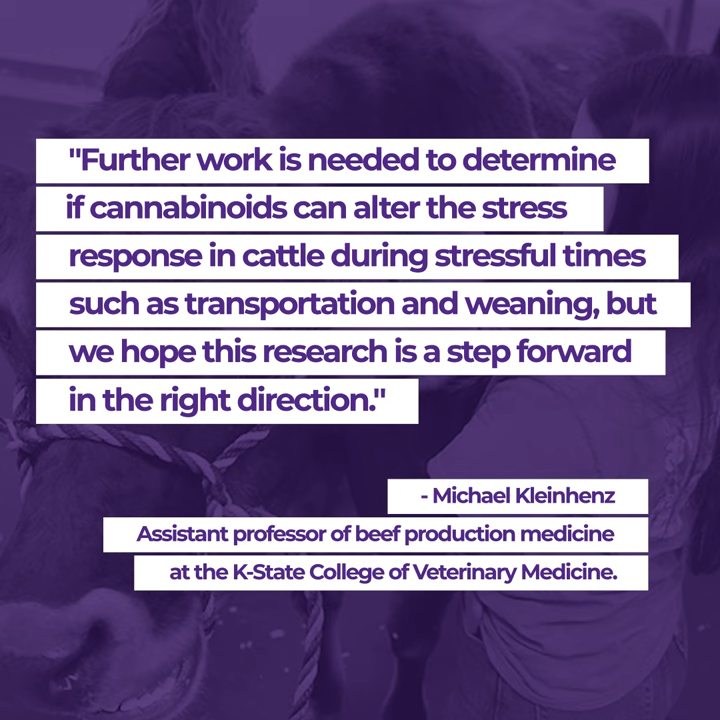 "Further work is needed to determine
if cannabinoids can alter the stress
response in cattle during stressful times
such as transportation and weaning, but
we hope this research is a step forward
in the right direction."
- Michael Kleinhenz
Assistant professor of beef production medicine
at the K-State College of Veterinary Medicine.